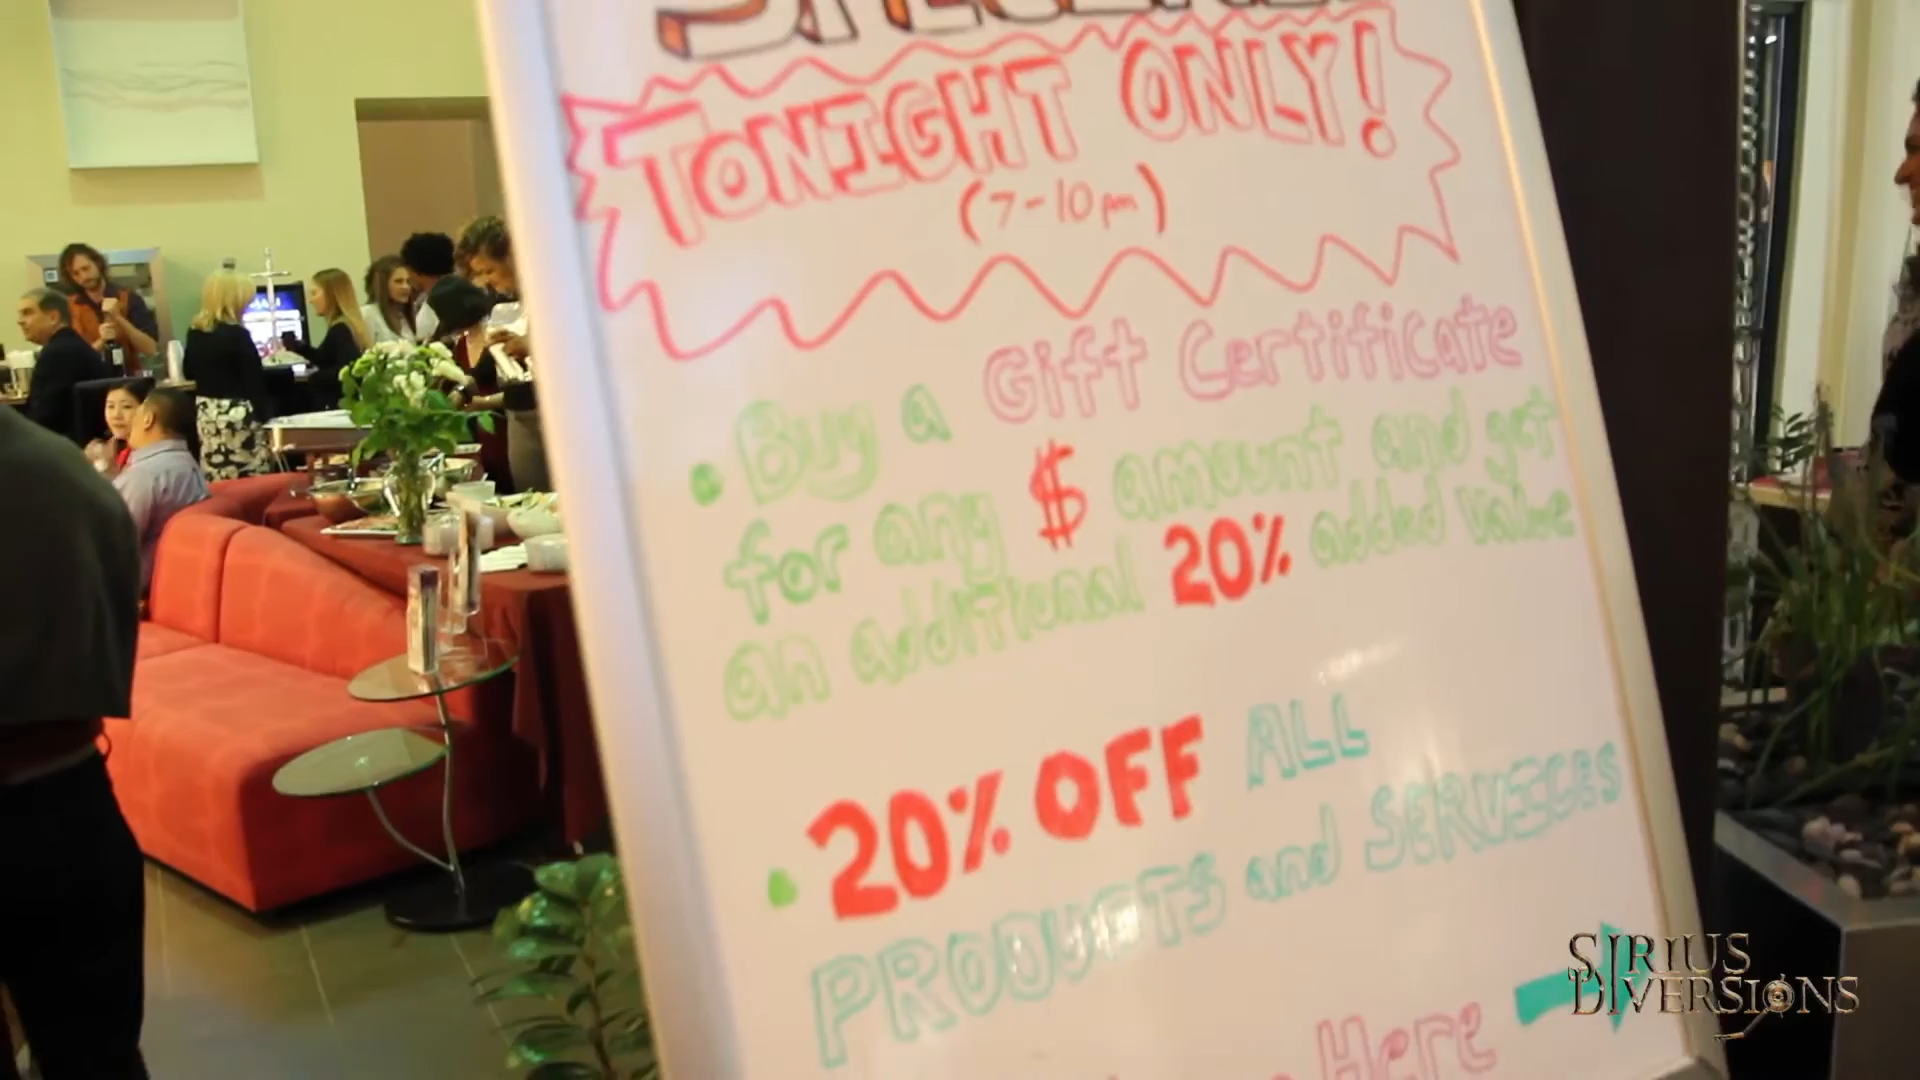 TONIGHT ONLY!
(7-10pm)
• Buy a Gift Certificate
for any $ amount and get
an additional 20% added value
• 20% OFF ALL
PRODUCTS and SERVICES
Here
SIRIUS
DIVERSIONS